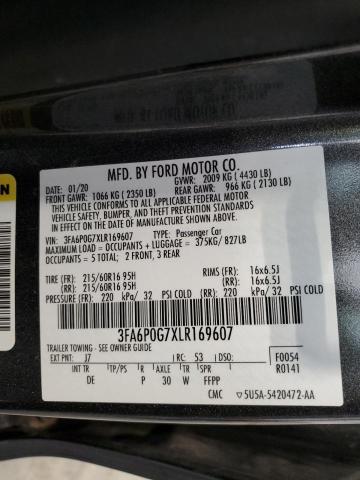 MFD. BY FORD MOTOR CO.
01/20 GVWR: 2009 KG ( 4430 LB)
FRONT GAWR: 1066 KG ( 2350 LB) REAR GAWR: 966 KG ( 2130 LB)
THIS VEHICLE CONFORMS TO ALL APPLICABLE FEDERAL MOTOR
VEHICLE SAFETY, BUMPER, AND THEFT PREVENTION STANDARDS
IN EFFECT ON THE DATE OF MANUFACTURE SHOWN ABOVE.
VIN: 3FA6P0G7XLR169607 TYPE: Passenger Car
MAXIMUM LOAD = OCCUPANTS + LUGGAGE = 375KG/ 827LB
OCCUPANTS = 5 TOTAL; 2 FRONT, 3 REAR
TIRE (FR): 215/60R16 95H RIMS (FR): 16x6.5J
TIRE (RR): 215/60R16 95H (RR): 16x6.5J
PRESSURE (FR): 220 kPa/ 32 PSI COLD (RR): 220 kPa/ 32 PSI COLD
3FA6P0G7XLR169607
TRAILER TOWING - SEE OWNER GUIDE
EXT PNT: J7 RC: 53 DSO: F0054
R0141
INT TR TP/PS R AXLE TR SPR
DE P 30 W FFPP
CMC 5U5A-5420472-AA